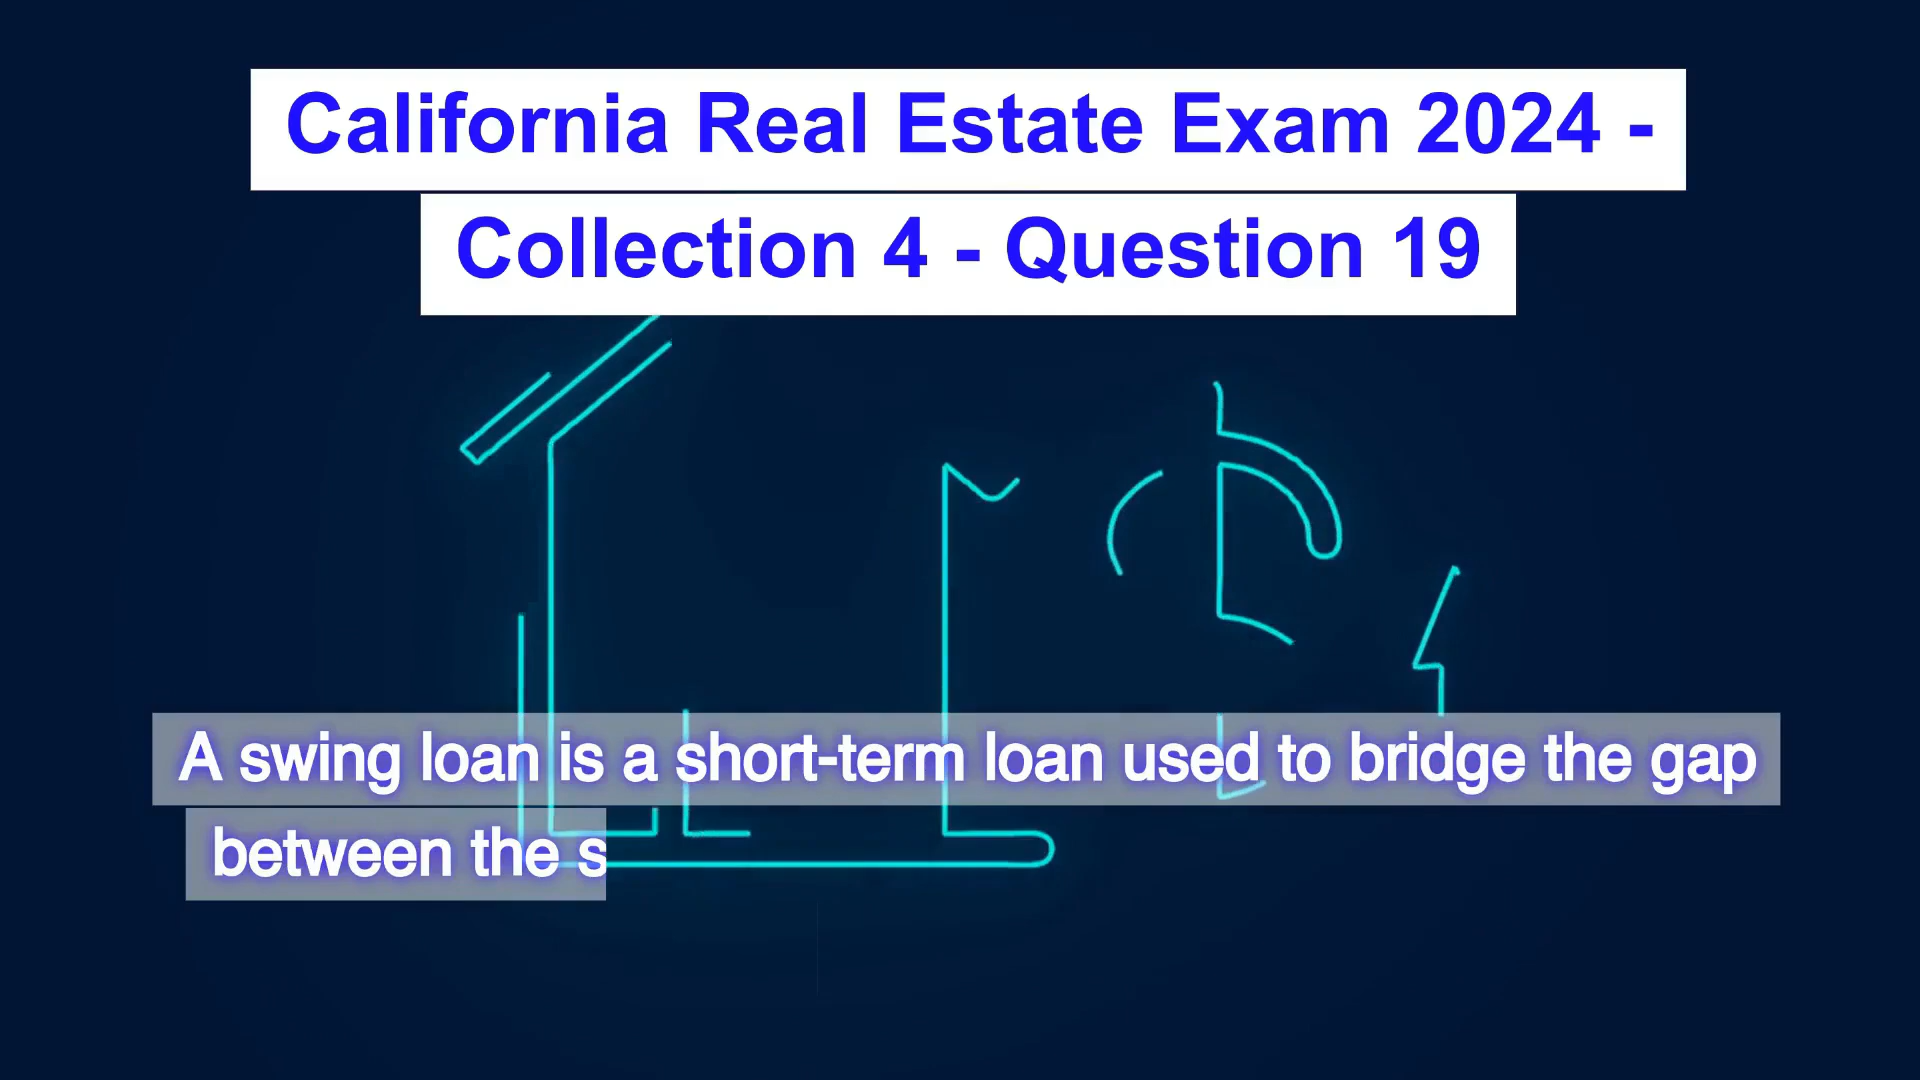 California Real Estate Exam 2024 -
Collection 4 - Question 19
A swing loan is a short-term loan used to bridge the gap
between the s